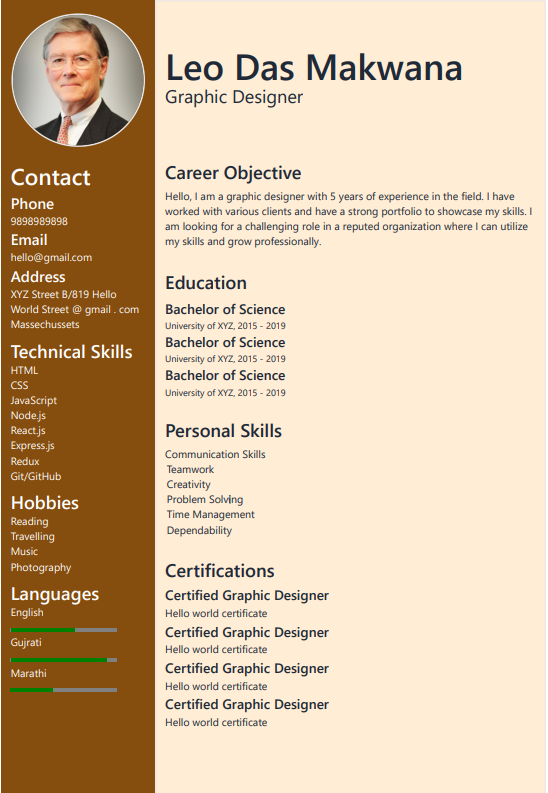 Leo Das Makwana
Graphic Designer
Contact
Phone
9898989898
Email
hello@gmail.com
Address
XYZ Street B/819 Hello
World Street @ gmail . com
Massechussets
Technical Skills
HTML
CSS
JavaScript
Node.js
React.js
Express.js
Redux
Git/GitHub
Hobbies
Reading
Travelling
Music
Photography
Languages
English
Gujrati
Marathi
Career Objective
Hello, I am a graphic designer with 5 years of experience in the field. I have
worked with various clients and have a strong portfolio to showcase my skills. I
am looking for a challenging role in a reputed organization where I can utilize
my skills and grow professionally.
Education
Bachelor of Science
University of XYZ, 2015 - 2019
Bachelor of Science
University of XYZ, 2015 - 2019
Bachelor of Science
University of XYZ, 2015 - 2019
Personal Skills
Communication Skills
Teamwork
Creativity
Problem Solving
Time Management
Dependability
Certifications
Certified Graphic Designer
Hello world certificate
Certified Graphic Designer
Hello world certificate
Certified Graphic Designer
Hello world certificate
Certified Graphic Designer
Hello world certificate